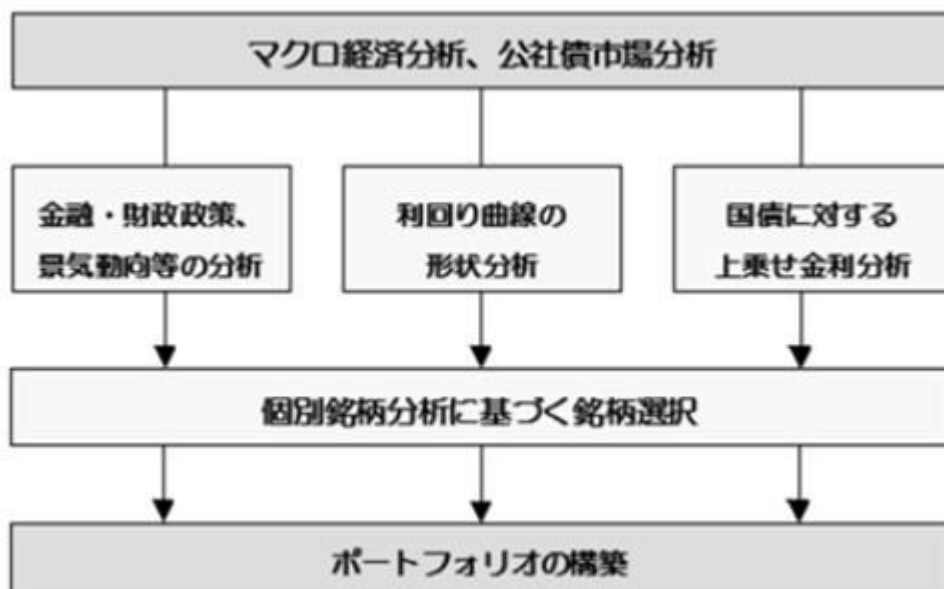 マクロ経済分析、公社債市場分析
金融・財政政策、
景気動向等の分析
利回り曲線の
形状分析
国債に対する
上乗せ金利分析
個別銘柄分析に基づく銘柄選択
ポートフォリオの構築